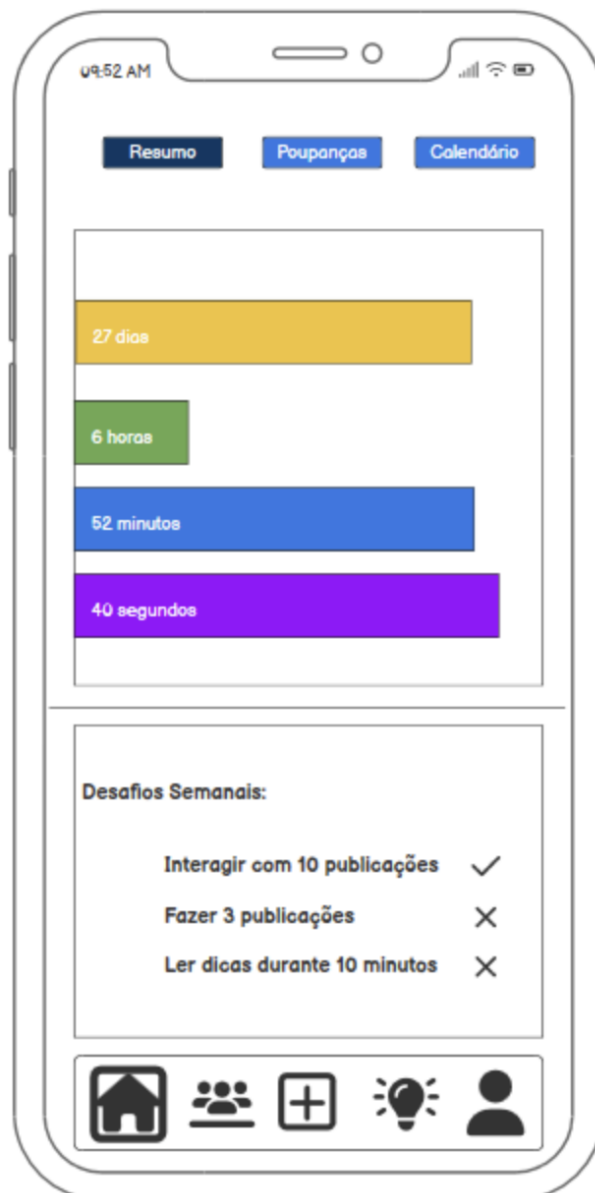 09:52 AM
Resumo Poupanças Calendário
27 dias
6 horas
52 minutos
40 segundos
Desafios Semanais:
Interagir com 10 publicações
Fazer 3 publicações
Ler dicas durante 10 minutos